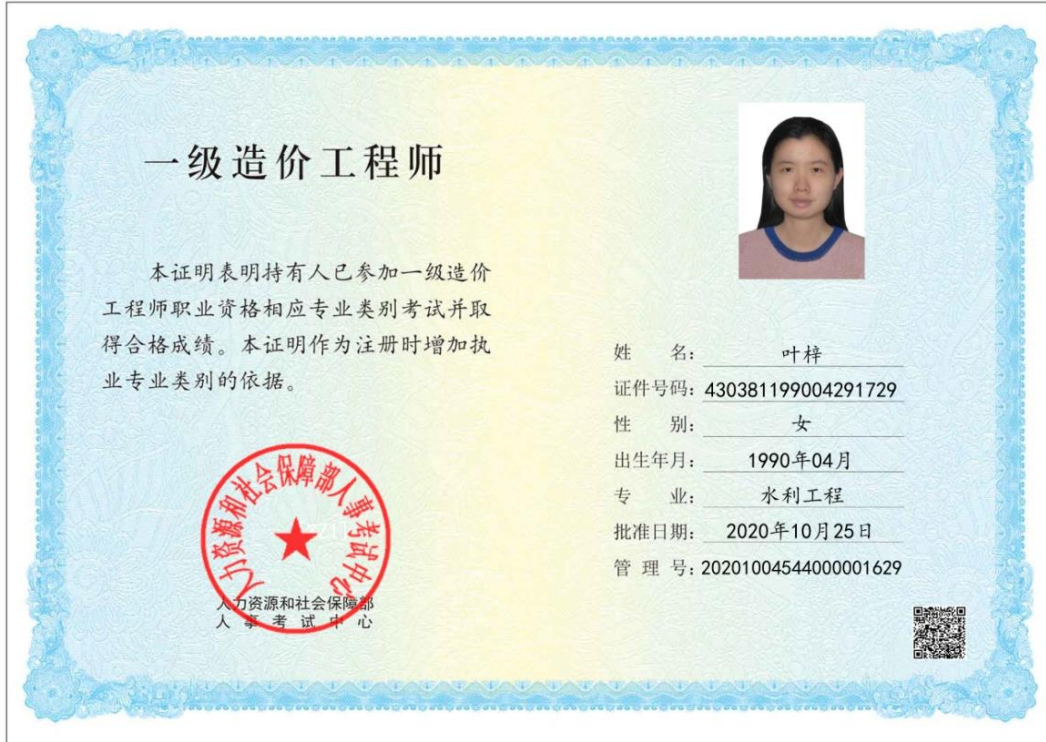 一级造价工程师
本证明表明持有人已参加一级造价
工程师职业资格相应专业类别考试并取
得合格成绩。本证明作为注册时增加执
业专业类别的依据。
人力资源和社会保障部人事考试中心
人力资源和社会保障部
人事考试中心
姓 名: 叶梓
证件号码: 430381199004291729
性 别: 女
出生年月: 1990年04月
专 业: 水利工程
批准日期: 2020年10月25日
管 理 号: 20201004544000001629